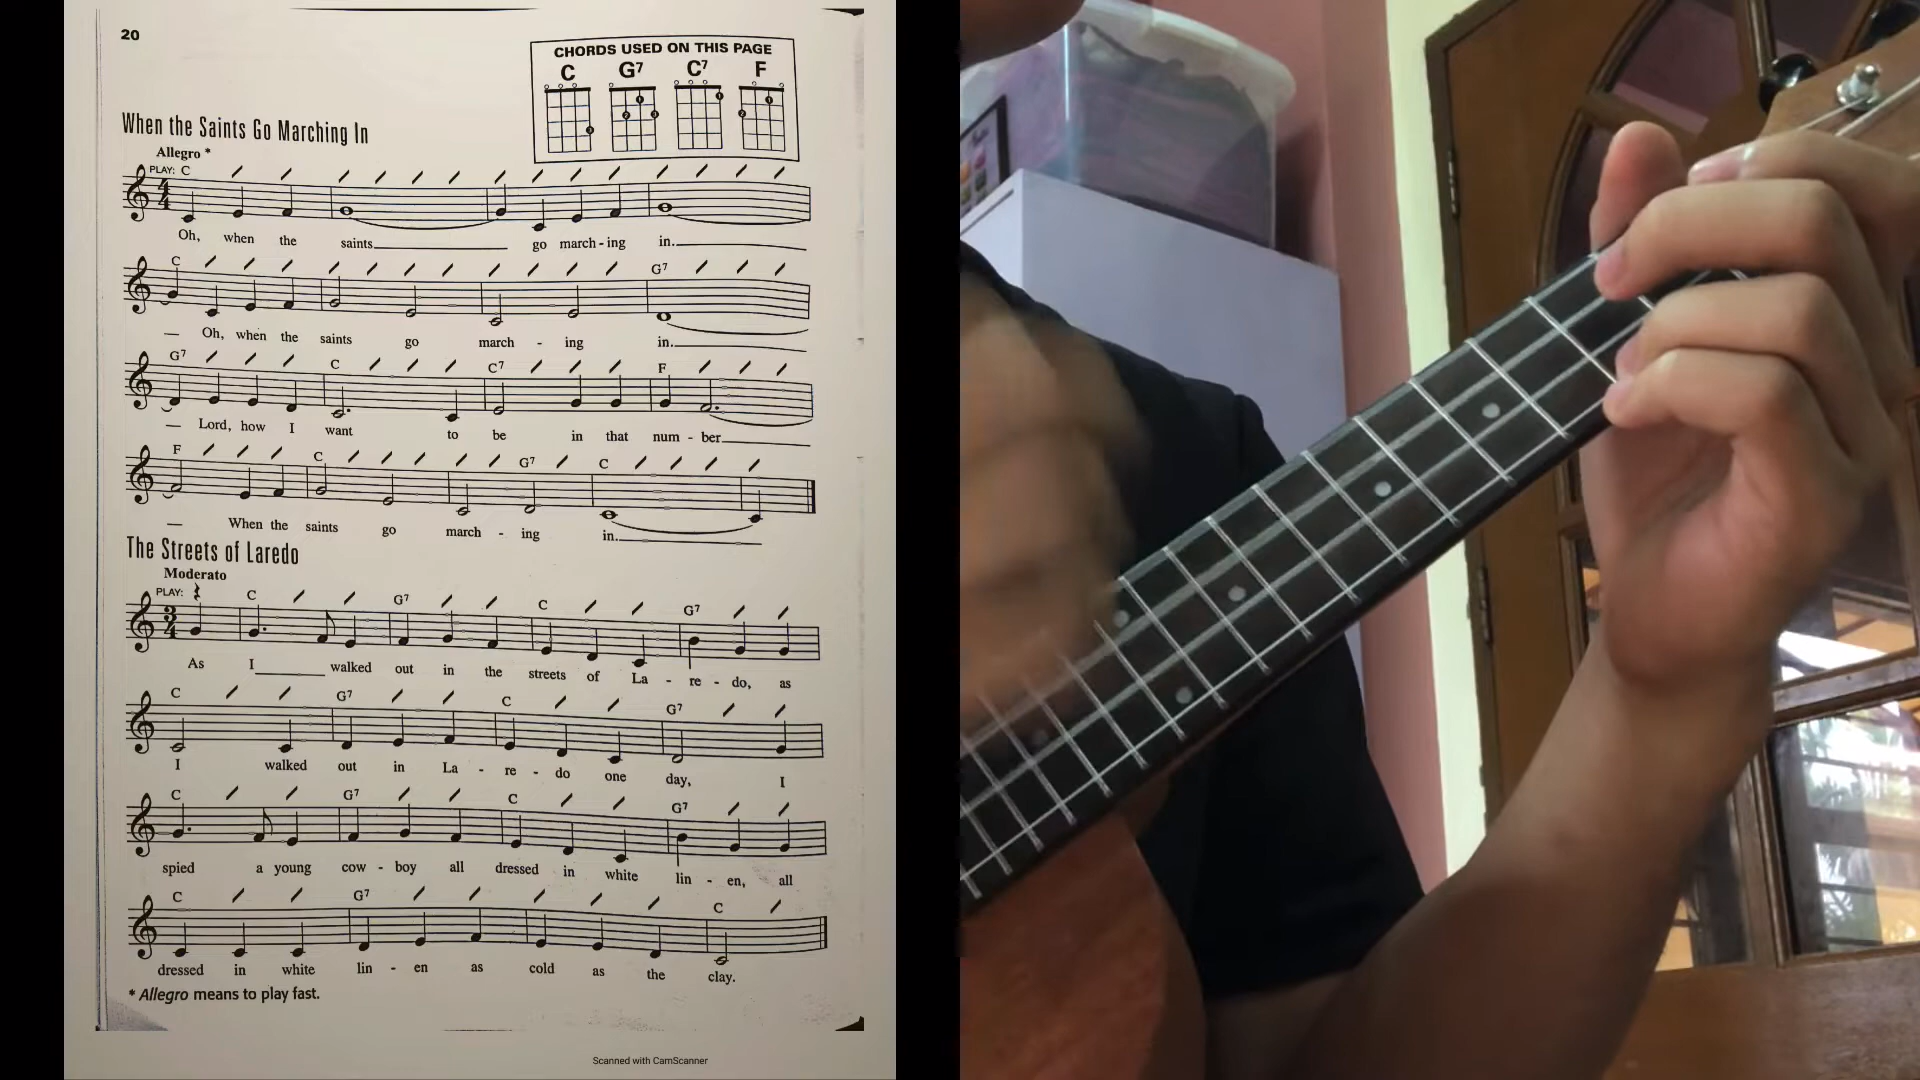 20
CHORDS USED ON THIS PAGE
C G7 C7 F
When the Saints Go Marching In
Allegro *
PLAY: C
Oh, when the saints go march - ing in.
C G7
Oh, when the saints go march - ing in.
G7 C C7 F
Lord, how I want to be in that num - ber
F C G7 C
When the saints go march - ing in.
The Streets of Laredo
Moderato
PLAY: C G7 C G7
As I walked out in the streets of La - re - do, as
C G7 C G7
I walked out in La - re - do one day, I
C G7 C G7
spied a young cow - boy all dressed in white lin - en, all
C G7 C
dressed in white lin - en as cold as the clay.
* Allegro means to play fast.
Scanned with CamScanner